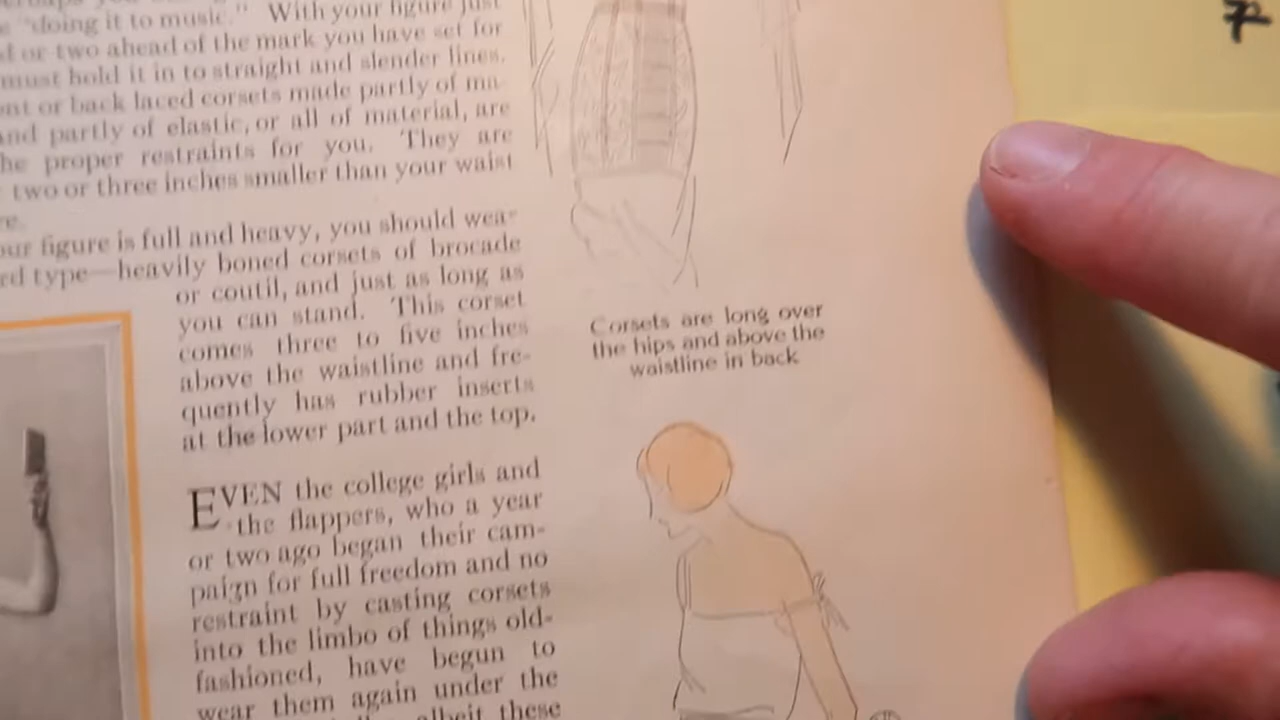 "doing it to music." With your figure just
or two ahead of the mark you have set for
must hold it in to straight and slender lines.
or back laced corsets made partly of ma-
and partly of elastic, or all of material, are
he proper restraints for you. They are
two or three inches smaller than your waist
our figure is full and heavy, you should wear
rd type—heavily boned corsets of brocade
or coutil, and just as long as
you can stand. This corset
comes three to five inches
above the waistline and fre-
quently has rubber inserts
at the lower part and the top.
EVEN the college girls and
the flappers, who a year
or two ago began their cam-
paign for full freedom and no
restraint by casting corsets
into the limbo of things old-
fashioned, have begun to
wear them again under the
albeit these
Corsets are long over
the hips and above the
waistline in back